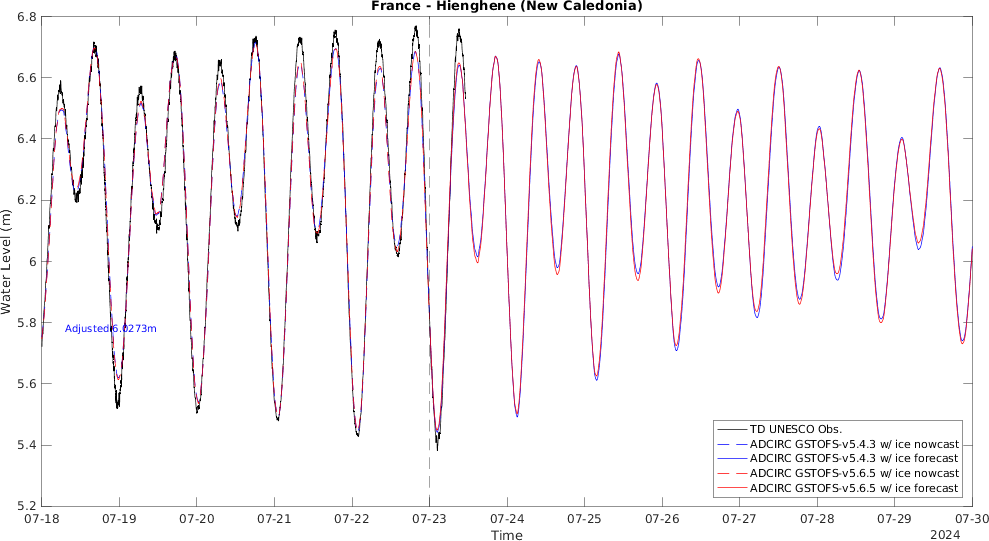 France - Hienghene (New Caledonia)
6.8
6.6
6.4
6.2
6
5.8
5.6
5.4
5.2
Water Level (m)
Adjusted:6.0273m
TD UNESCO Obs.
ADCIRC GSTOFS-v5.4.3 w/ ice nowcast
ADCIRC GSTOFS-v5.4.3 w/ ice forecast
ADCIRC GSTOFS-v5.6.5 w/ ice nowcast
ADCIRC GSTOFS-v5.6.5 w/ ice forecast
07-18 07-19 07-20 07-21 07-22 07-23 07-24 07-25 07-26 07-27 07-28 07-29 07-30
Time
2024